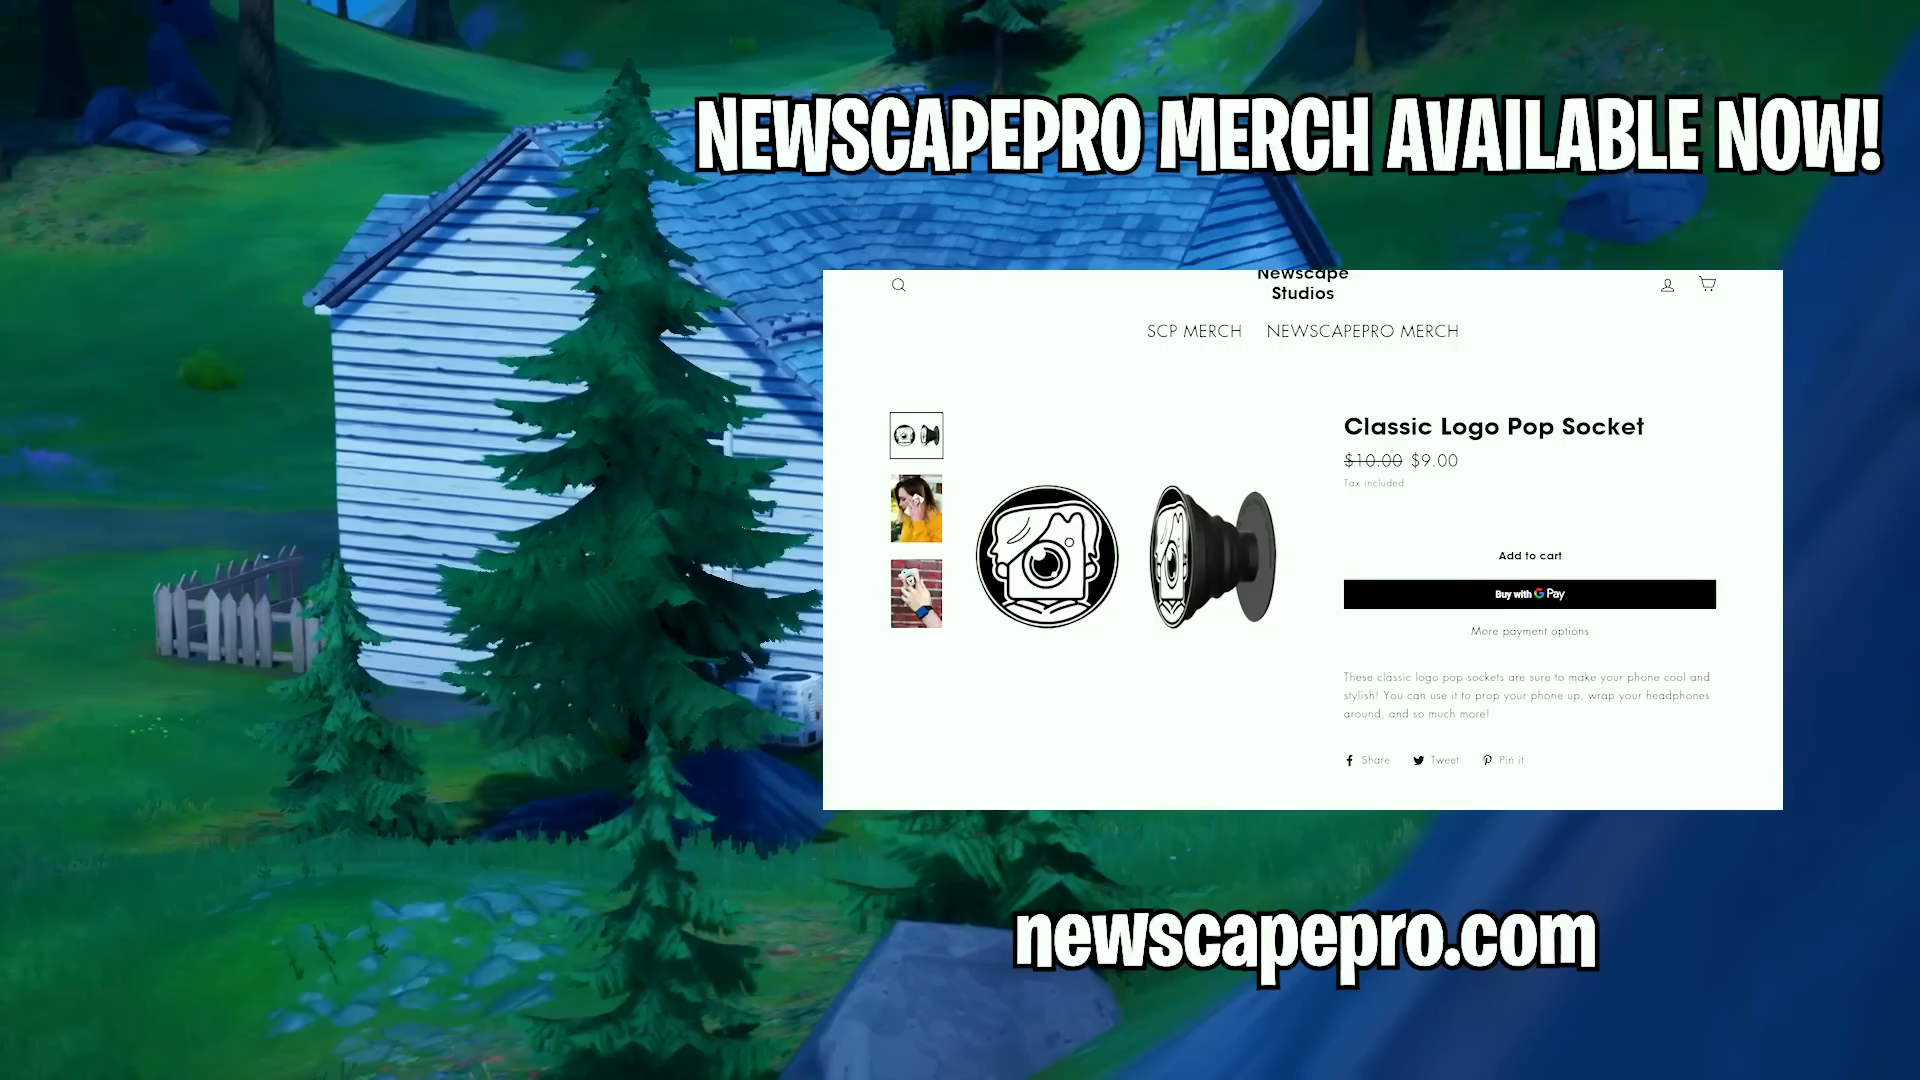 NEWSCAPEPRO MERCH AVAILABLE NOW!
Newscape
Studios
SCP MERCH NEWSCAPEPRO MERCH
Classic Logo Pop Socket
$10.00 $9.00
Tax included
Add to cart
Buy with G Pay
More payment options
These classic logo pop sockets are sure to make your phone cool and
stylish! You can use it to prop your phone up, wrap your headphones
around, and so much more!
Share Tweet Pin it
newscapepro.com